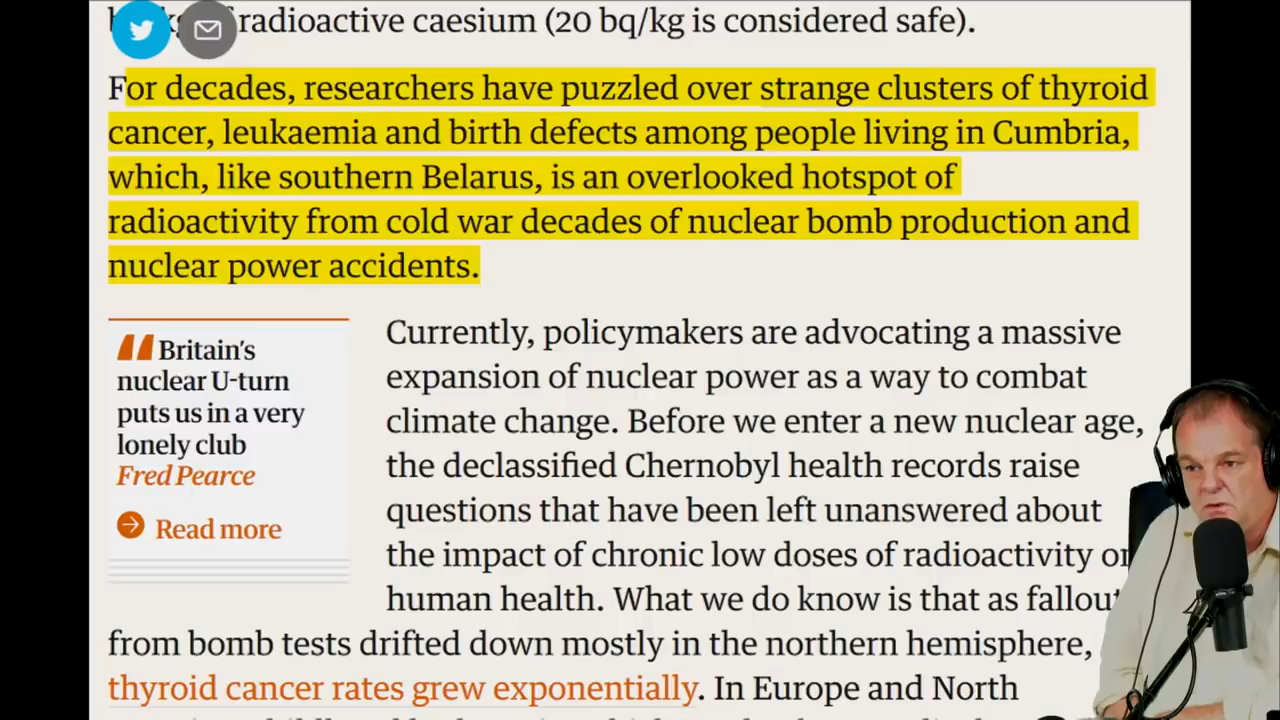 radioactive caesium (20 bq/kg is considered safe).
For decades, researchers have puzzled over strange clusters of thyroid
cancer, leukaemia and birth defects among people living in Cumbria,
which, like southern Belarus, is an overlooked hotspot of
radioactivity from cold war decades of nuclear bomb production and
nuclear power accidents.
Britain's
nuclear U-turn
puts us in a very
lonely club
Fred Pearce
Read more
Currently, policymakers are advocating a massive
expansion of nuclear power as a way to combat
climate change. Before we enter a new nuclear age,
the declassified Chernobyl health records raise
questions that have been left unanswered about
the impact of chronic low doses of radioactivity on
human health. What we do know is that as fallout
from bomb tests drifted down mostly in the northern hemisphere,
thyroid cancer rates grew exponentially. In Europe and North